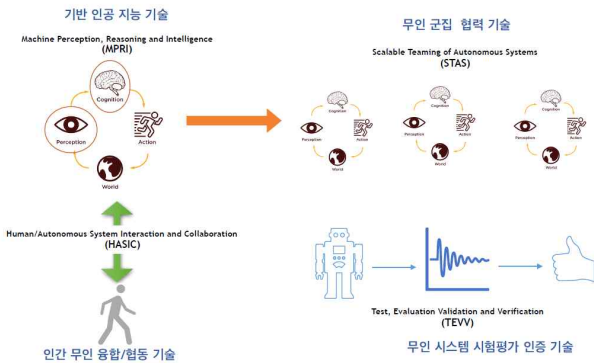 기반 인공 지능 기술
Machine Perception, Reasoning and Intelligence
(MPRI)
Cognition
Perception
Action
World
Human/Autonomous System Interaction and Collaboration
(HASIC)
인간 무인 융합/협동 기술
무인 군집 협력 기술
Scalable Teaming of Autonomous Systems
(STAS)
Cognition
Perception
Action
World
Cognition
Perception
Action
World
Cognition
Perception
Action
World
Test, Evaluation Validation and Verification
(TEVV)
무인 시스템 시험평가 인증 기술